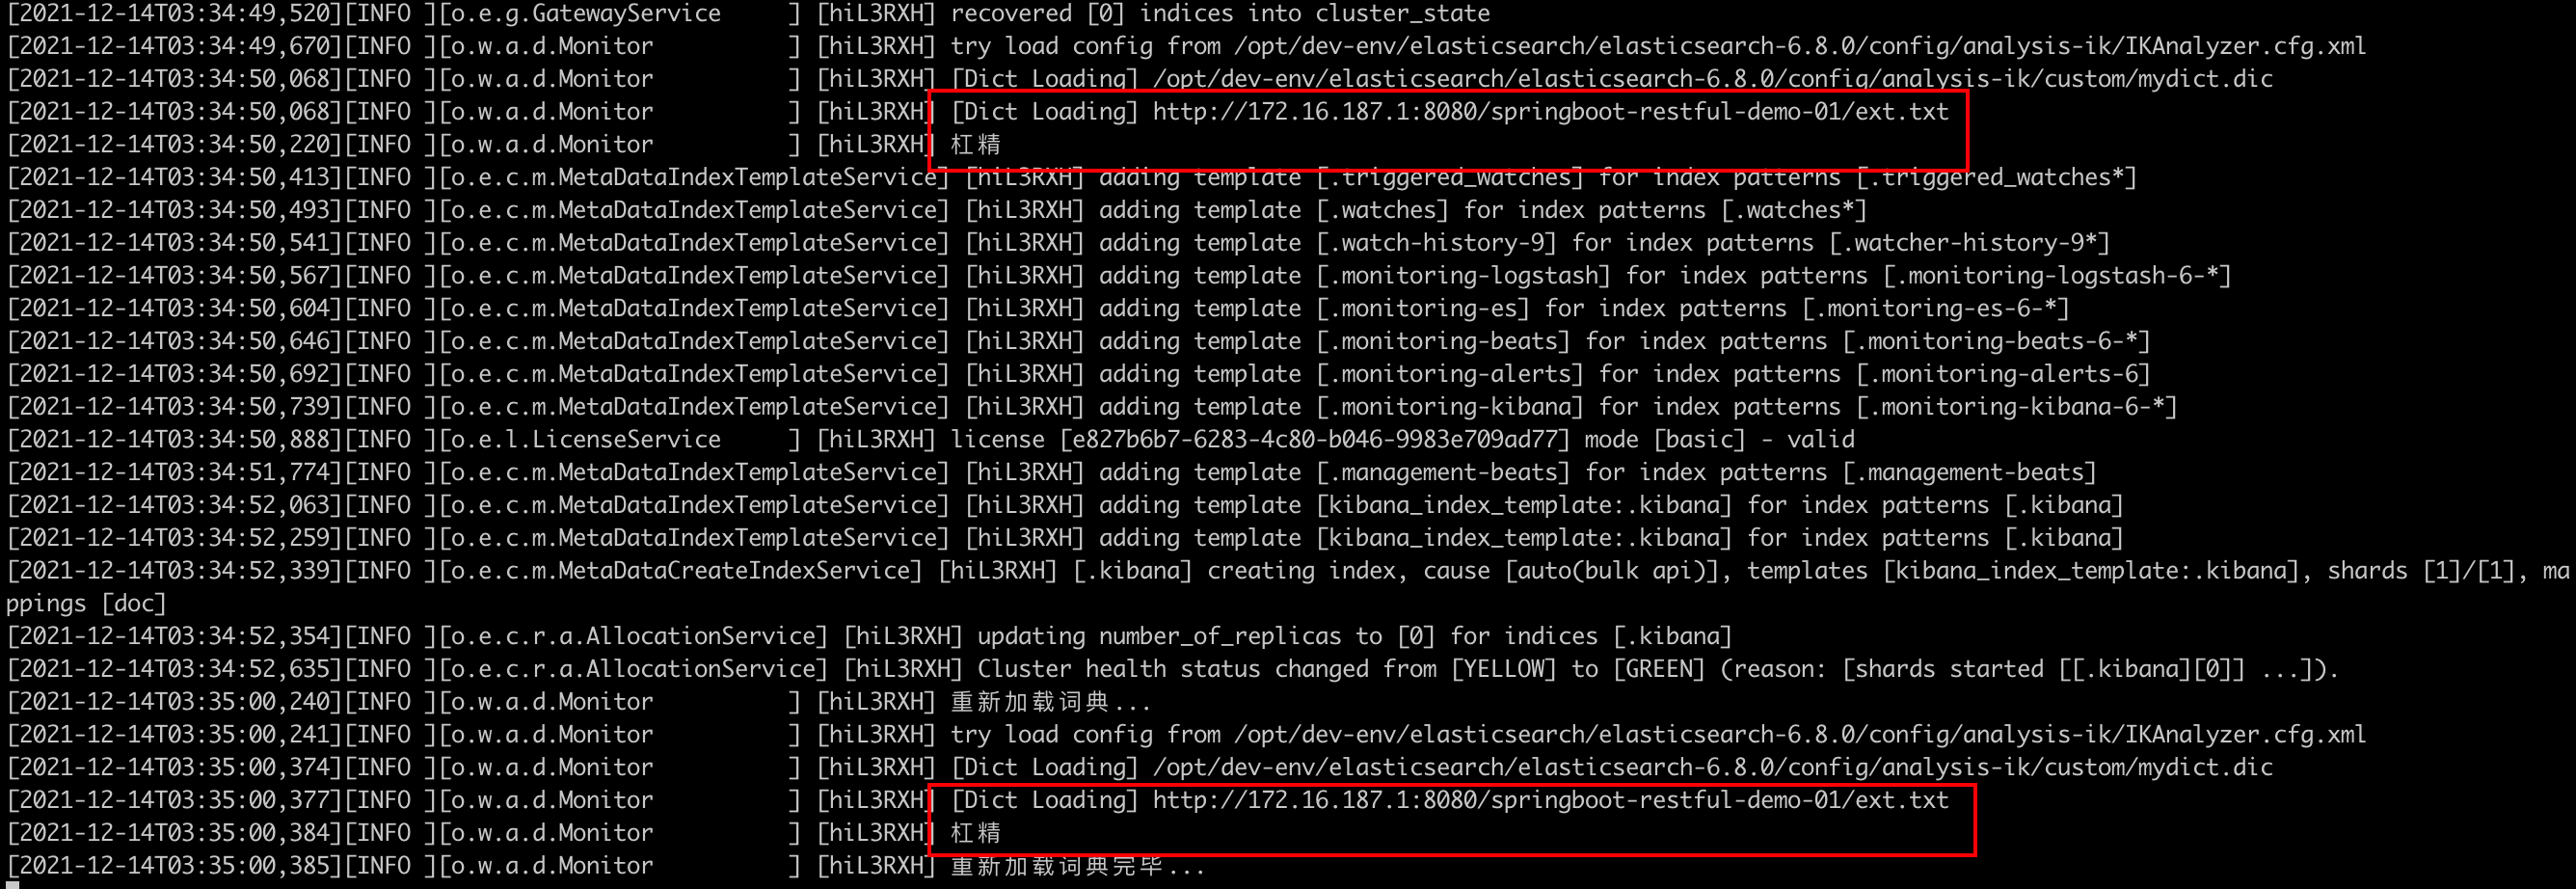 [2021-12-14T03:34:49,520][INFO ][o.e.g.GatewayService     ] [hiL3RXH] recovered [0] indices into cluster_state
[2021-12-14T03:34:49,670][INFO ][o.w.a.d.Monitor          ] [hiL3RXH] try load config from /opt/dev-env/elasticsearch/elasticsearch-6.8.0/config/analysis-ik/IKAnalyzer.cfg.xml
[2021-12-14T03:34:50,068][INFO ][o.w.a.d.Monitor          ] [hiL3RXH] [Dict Loading] /opt/dev-env/elasticsearch/elasticsearch-6.8.0/config/analysis-ik/custom/mydict.dic
[2021-12-14T03:34:50,068][INFO ][o.w.a.d.Monitor          ] [hiL3RXH] [Dict Loading] http://172.16.187.1:8080/springboot-restful-demo-01/ext.txt
[2021-12-14T03:34:50,220][INFO ][o.w.a.d.Monitor          ] [hiL3RXH] 杠精
[2021-12-14T03:34:50,413][INFO ][o.e.c.m.MetaDataIndexTemplateService] [hiL3RXH] adding template [.triggered_watches] for index patterns [.triggered_watches*]
[2021-12-14T03:34:50,493][INFO ][o.e.c.m.MetaDataIndexTemplateService] [hiL3RXH] adding template [.watches] for index patterns [.watches*]
[2021-12-14T03:34:50,541][INFO ][o.e.c.m.MetaDataIndexTemplateService] [hiL3RXH] adding template [.watch-history-9] for index patterns [.watcher-history-9*]
[2021-12-14T03:34:50,567][INFO ][o.e.c.m.MetaDataIndexTemplateService] [hiL3RXH] adding template [.monitoring-logstash] for index patterns [.monitoring-logstash-6-*]
[2021-12-14T03:34:50,604][INFO ][o.e.c.m.MetaDataIndexTemplateService] [hiL3RXH] adding template [.monitoring-es] for index patterns [.monitoring-es-6-*]
[2021-12-14T03:34:50,646][INFO ][o.e.c.m.MetaDataIndexTemplateService] [hiL3RXH] adding template [.monitoring-beats] for index patterns [.monitoring-beats-6-*]
[2021-12-14T03:34:50,692][INFO ][o.e.c.m.MetaDataIndexTemplateService] [hiL3RXH] adding template [.monitoring-alerts] for index patterns [.monitoring-alerts-6]
[2021-12-14T03:34:50,739][INFO ][o.e.c.m.MetaDataIndexTemplateService] [hiL3RXH] adding template [.monitoring-kibana] for index patterns [.monitoring-kibana-6-*]
[2021-12-14T03:34:50,888][INFO ][o.e.l.LicenseService     ] [hiL3RXH] license [e827b6b7-6283-4c80-b046-9983e709ad77] mode [basic] - valid
[2021-12-14T03:34:51,774][INFO ][o.e.c.m.MetaDataIndexTemplateService] [hiL3RXH] adding template [.management-beats] for index patterns [.management-beats]
[2021-12-14T03:34:52,063][INFO ][o.e.c.m.MetaDataIndexTemplateService] [hiL3RXH] adding template [kibana_index_template:.kibana] for index patterns [.kibana]
[2021-12-14T03:34:52,259][INFO ][o.e.c.m.MetaDataIndexTemplateService] [hiL3RXH] adding template [kibana_index_template:.kibana] for index patterns [.kibana]
[2021-12-14T03:34:52,339][INFO ][o.e.c.m.MetaDataCreateIndexService] [hiL3RXH] [.kibana] creating index, cause [auto(bulk api)], templates [kibana_index_template:.kibana], shards [1]/[1], ma
ppings [doc]
[2021-12-14T03:34:52,354][INFO ][o.e.c.r.a.AllocationService] [hiL3RXH] updating number_of_replicas to [0] for indices [.kibana]
[2021-12-14T03:34:52,635][INFO ][o.e.c.r.a.AllocationService] [hiL3RXH] Cluster health status changed from [YELLOW] to [GREEN] (reason: [shards started [[.kibana][0]] ...]).
[2021-12-14T03:35:00,240][INFO ][o.w.a.d.Monitor          ] [hiL3RXH] 重新加载词典...
[2021-12-14T03:35:00,241][INFO ][o.w.a.d.Monitor          ] [hiL3RXH] try load config from /opt/dev-env/elasticsearch/elasticsearch-6.8.0/config/analysis-ik/IKAnalyzer.cfg.xml
[2021-12-14T03:35:00,374][INFO ][o.w.a.d.Monitor          ] [hiL3RXH] [Dict Loading] /opt/dev-env/elasticsearch/elasticsearch-6.8.0/config/analysis-ik/custom/mydict.dic
[2021-12-14T03:35:00,377][INFO ][o.w.a.d.Monitor          ] [hiL3RXH] [Dict Loading] http://172.16.187.1:8080/springboot-restful-demo-01/ext.txt
[2021-12-14T03:35:00,384][INFO ][o.w.a.d.Monitor          ] [hiL3RXH] 杠精
[2021-12-14T03:35:00,385][INFO ][o.w.a.d.Monitor          ] [hiL3RXH] 重新加载词典完毕...